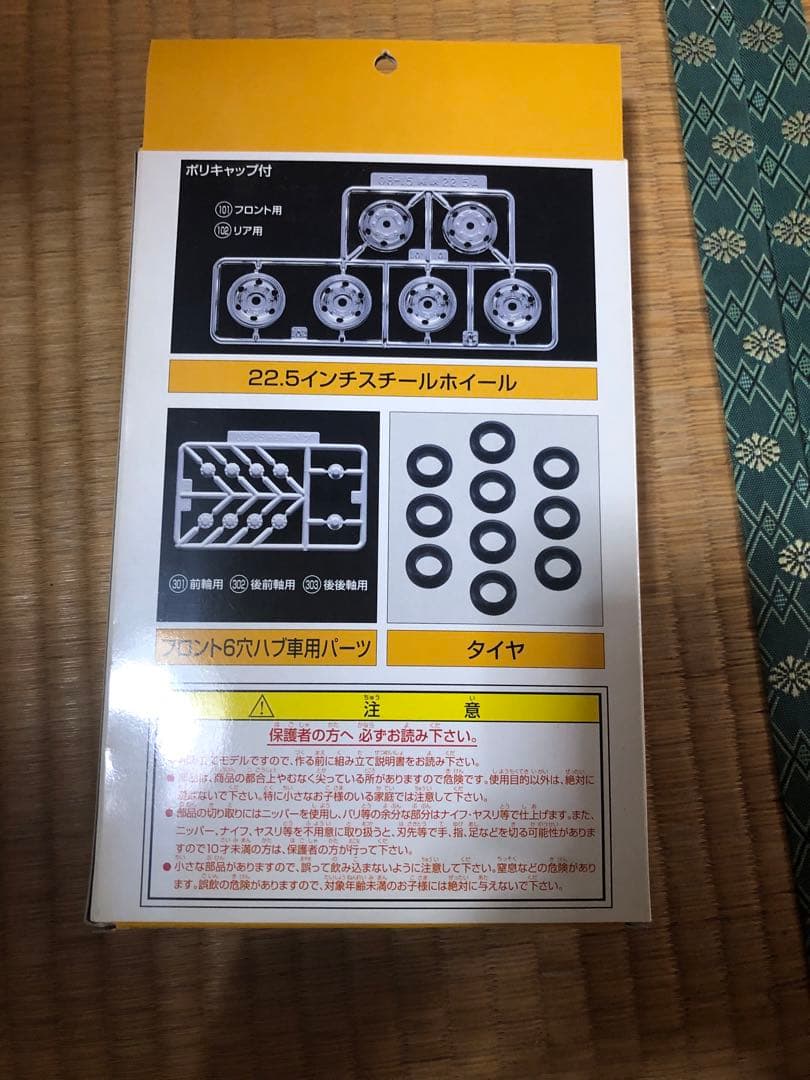 ポリキャップ付
101 フロント用
102 リア用
22.5インチスチールホイール
301 前輪用 302 後前軸用 303 後後軸用
フロント6穴ハブ車用パーツ
タイヤ
注 意
保護者の方へ 必ずお読み下さい。
モデルですので、作る前に組み立て説明書をお読み下さい。
は、商品の都合上やむなく尖っている所がありますので危険です。使用目的以外は、絶対に
ないで下さい。特に小さなお子様のいる家庭では注意して下さい。
● 部品の切り取りにはニッパーを使用し、バリ等の余分な部分はナイフ・ヤスリ等で仕上げます。また、
ニッパー、ナイフ、ヤスリ等を不用意に取り扱うと、刃先等で手、指、足などを切る可能性がありま
すので10才未満の方は、保護者の方が行って下さい。
● 小さな部品がありますので、誤って飲み込まないように注意して下さい。窒息などの危険があり
ます。誤飲の危険がありますので、対象年齢未満のお子様には絶対に与えないで下さい。